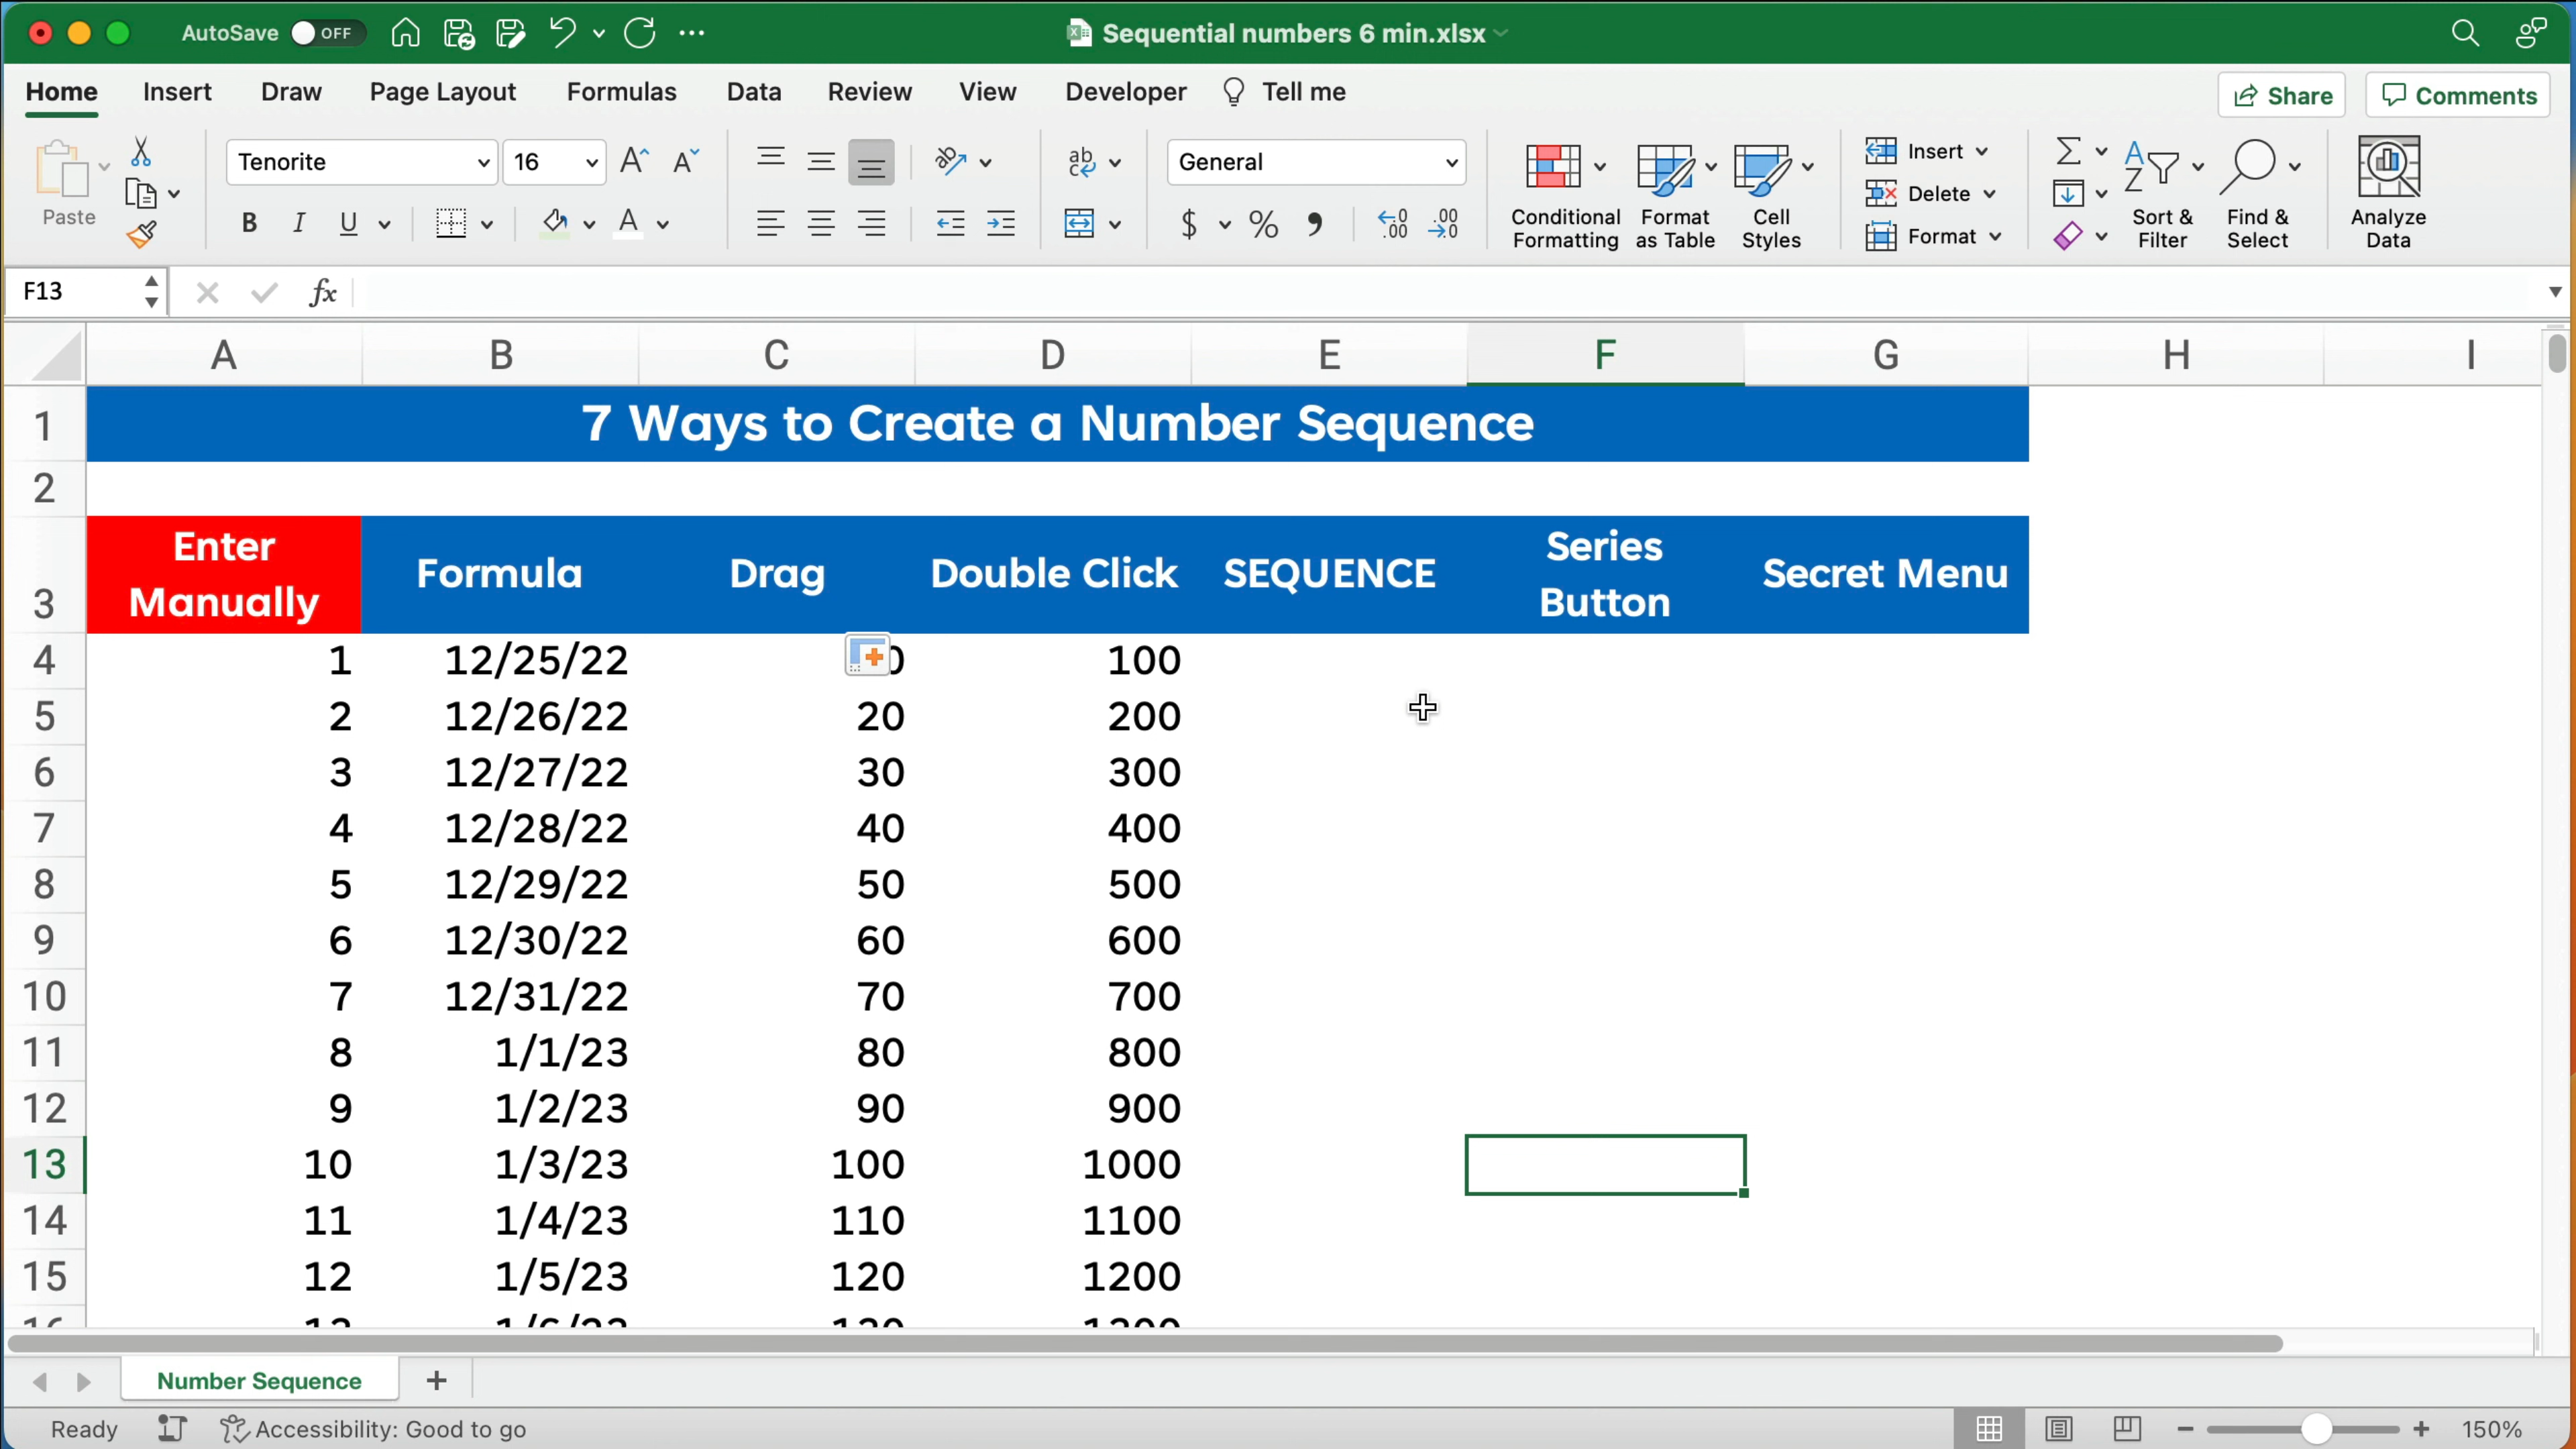 AutoSave OFF Sequential numbers 6 min.xlsx
Home Insert Draw Page Layout Formulas Data Review View Developer Tell me Share Comments
Paste
Tenorite 16 A A ab ab General
B I U A $ % , .00 .00
Conditional Formatting
Format as Table
Cell Styles
Insert
Delete
Format
Σ
A Z
Sort & Filter
Find & Select
Analyze Data
F13 fx
A B C D E F G H I
1 7 Ways to Create a Number Sequence
2
3 Enter Manually Formula Drag Double Click SEQUENCE Series Button Secret Menu
4 1 12/25/22 0 100
5 2 12/26/22 20 200
6 3 12/27/22 30 300
7 4 12/28/22 40 400
8 5 12/29/22 50 500
9 6 12/30/22 60 600
10 7 12/31/22 70 700
11 8 1/1/23 80 800
12 9 1/2/23 90 900
13 10 1/3/23 100 1000
14 11 1/4/23 110 1100
15 12 1/5/23 120 1200
Number Sequence +
Ready Accessibility: Good to go 150%